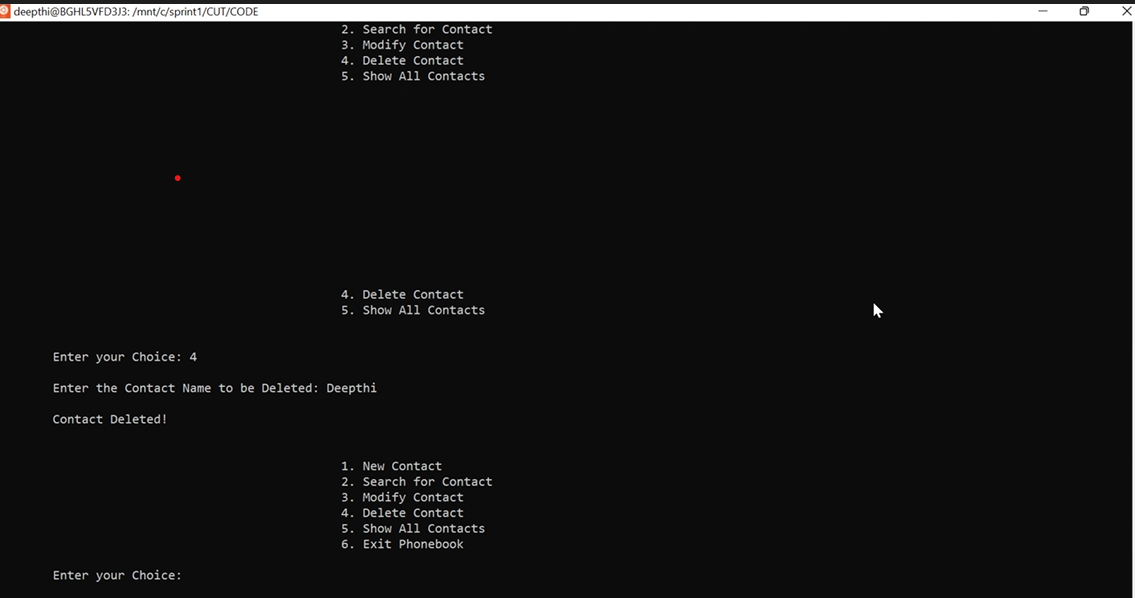 deepthi@BGHL5VFD3J3: /mnt/c/sprint1/CUT/CODE
2. Search for Contact
3. Modify Contact
4. Delete Contact
5. Show All Contacts
4. Delete Contact
5. Show All Contacts
Enter your Choice: 4
Enter the Contact Name to be Deleted: Deepthi
Contact Deleted!
1. New Contact
2. Search for Contact
3. Modify Contact
4. Delete Contact
5. Show All Contacts
6. Exit Phonebook
Enter your Choice: